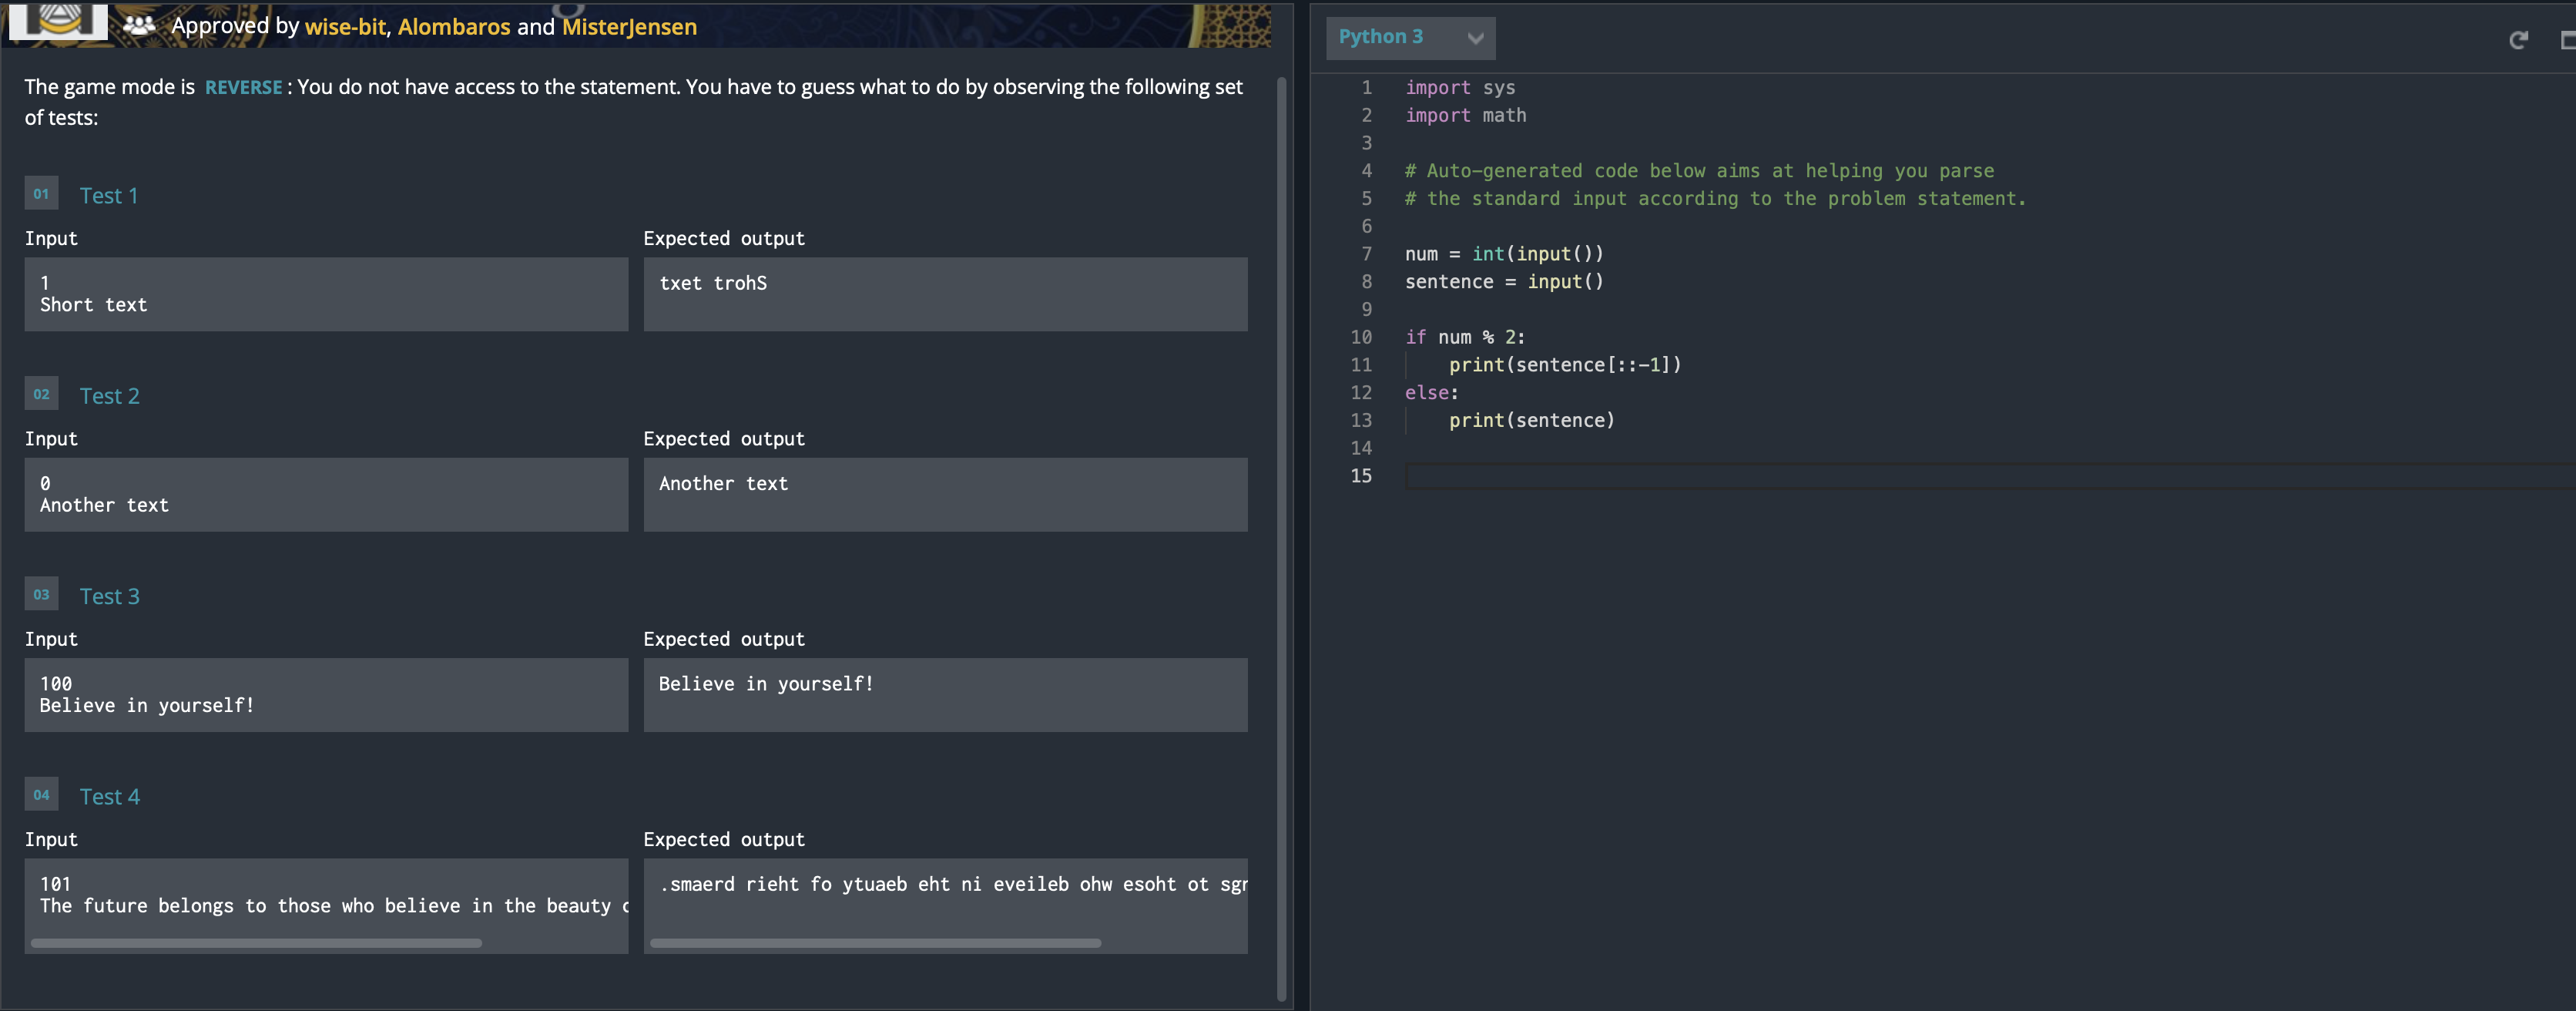 Approved by wise-bit, Alombaros and MisterJensen
The game mode is REVERSE : You do not have access to the statement. You have to guess what to do by observing the following set
of tests:
01 Test 1
Input Expected output
1
Short text
txet trohS
02 Test 2
Input Expected output
0
Another text
Another text
03 Test 3
Input Expected output
100
Believe in yourself!
Believe in yourself!
04 Test 4
Input Expected output
101
The future belongs to those who believe in the beauty
.smaerd rieht fo ytuaeb eht ni eveileb ohw esoht ot
Python 3
1 import sys
2 import math
3
4 # Auto-generated code below aims at helping you parse
5 # the standard input according to the problem statement.
6
7 num = int(input())
8 sentence = input()
9
10 if num % 2:
11 print(sentence[::-1])
12 else:
13 print(sentence)
14
15